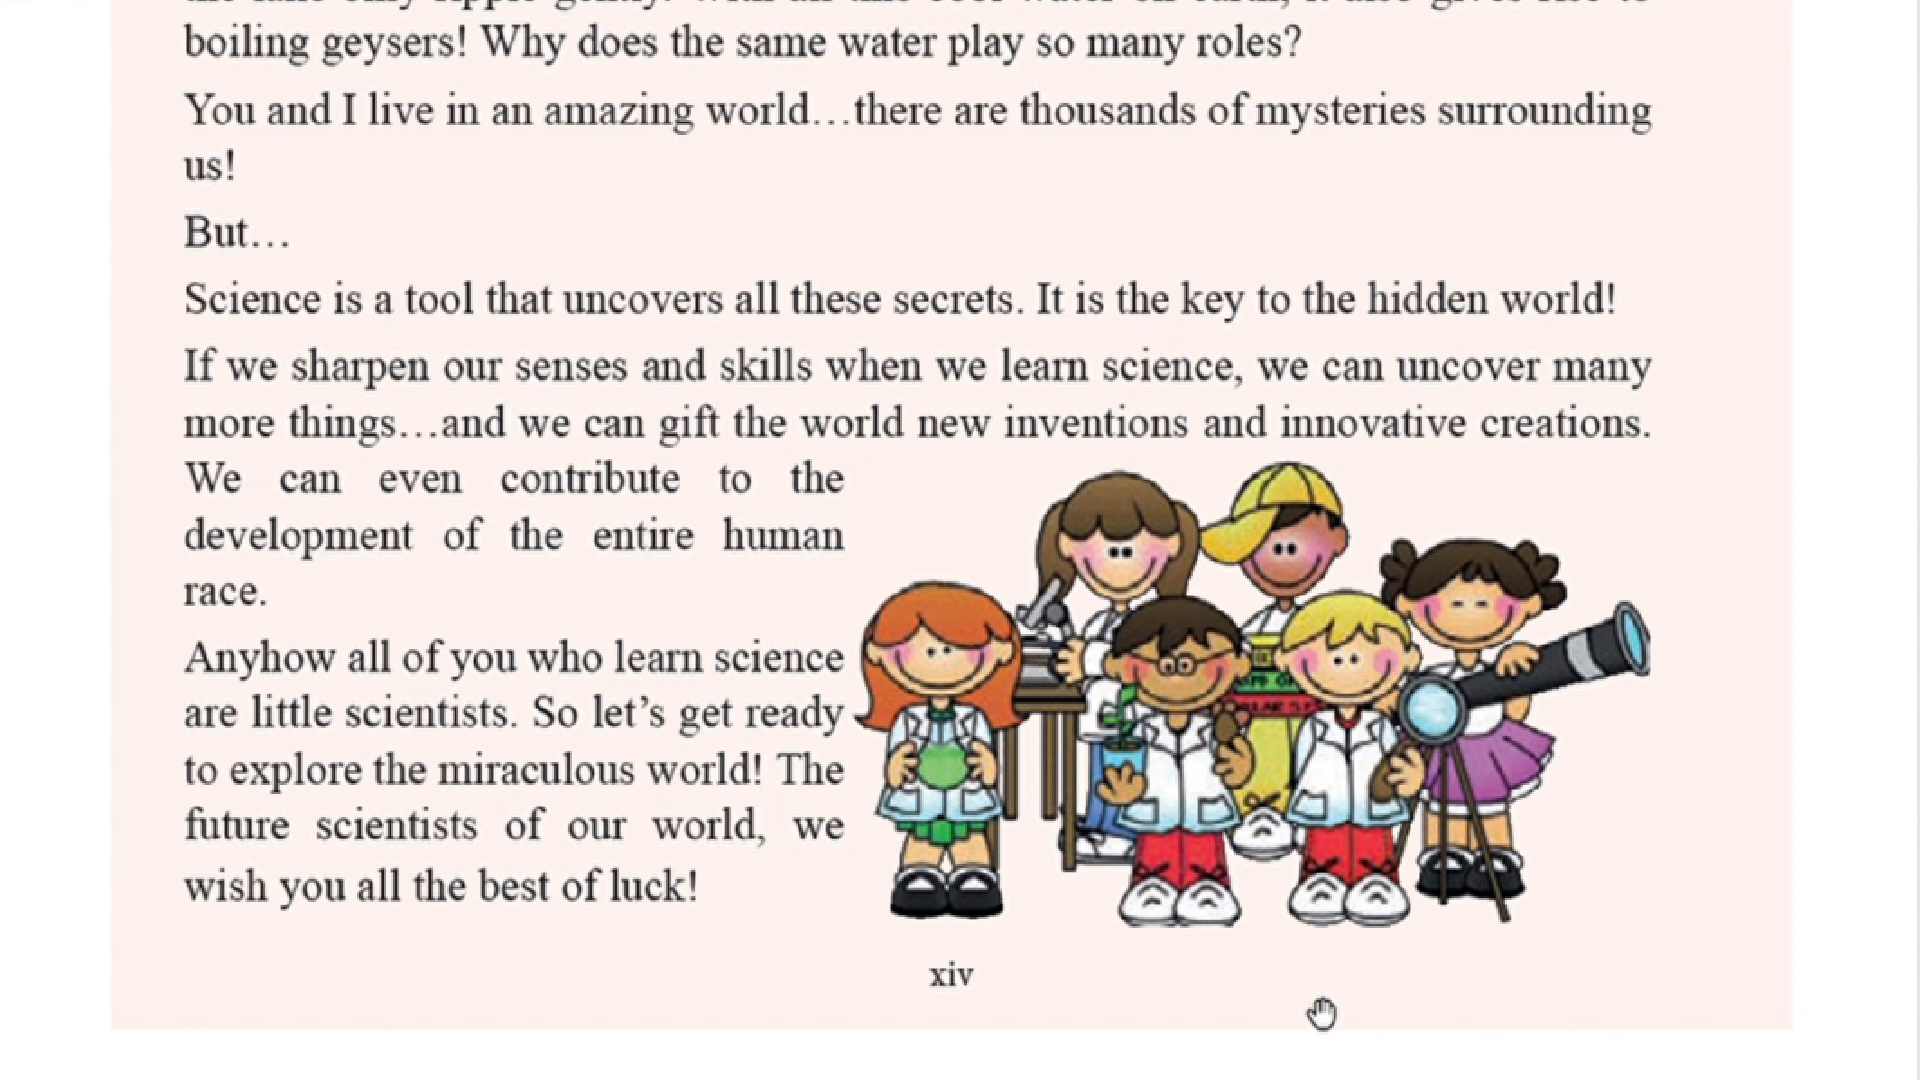 boiling geysers! Why does the same water play so many roles?
You and I live in an amazing world…there are thousands of mysteries surrounding
us!
But…
Science is a tool that uncovers all these secrets. It is the key to the hidden world!
If we sharpen our senses and skills when we learn science, we can uncover many
more things…and we can gift the world new inventions and innovative creations.
We can even contribute to the
development of the entire human
race.
Anyhow all of you who learn science
are little scientists. So let’s get ready
to explore the miraculous world! The
future scientists of our world, we
wish you all the best of luck!
xiv